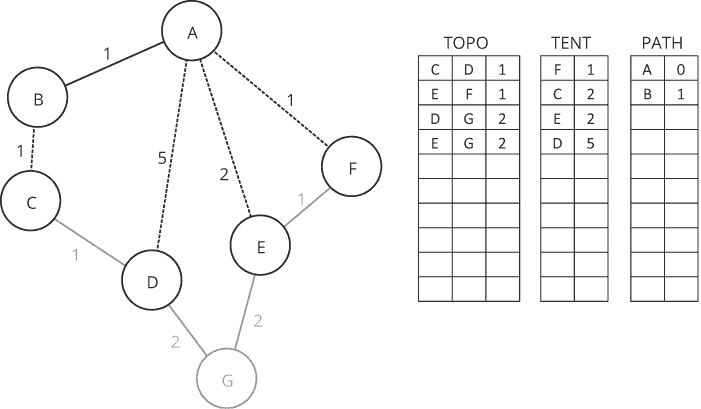 A
1
B
1
C
1
D
2
G
2
E
1
F
5
2
1
TOPO TENT PATH
C D 1 F 1 A 0
E F 1 C 2 B 1
D G 2 E 2
E G 2 D 5